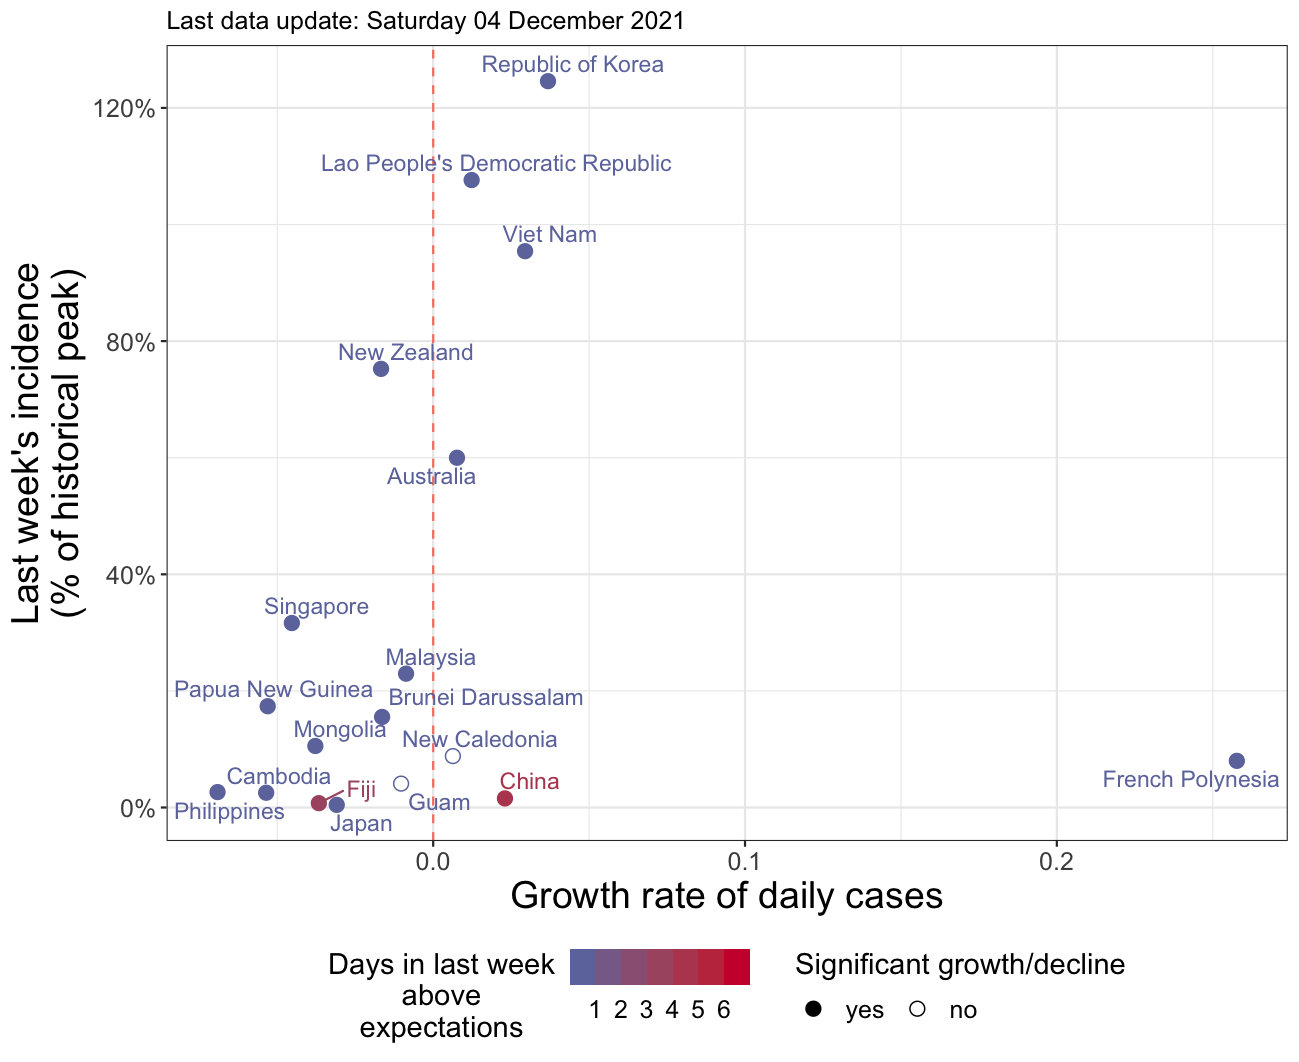 Last data update: Saturday 04 December 2021
Republic of Korea
120%
Lao People's Democratic Republic
Viet Nam
80%
New Zealand
Australia
Last week's incidence
(% of historical peak)
40%
Singapore
Malaysia
Papua New Guinea
Brunei Darussalam
Mongolia
New Caledonia
Cambodia
Fiji
China
French Polynesia
Guam
0%
Philippines
Japan
0.0
0.1
0.2
Growth rate of daily cases
Days in last week
above
expectations
1 2 3 4 5 6
Significant growth/decline
yes
no